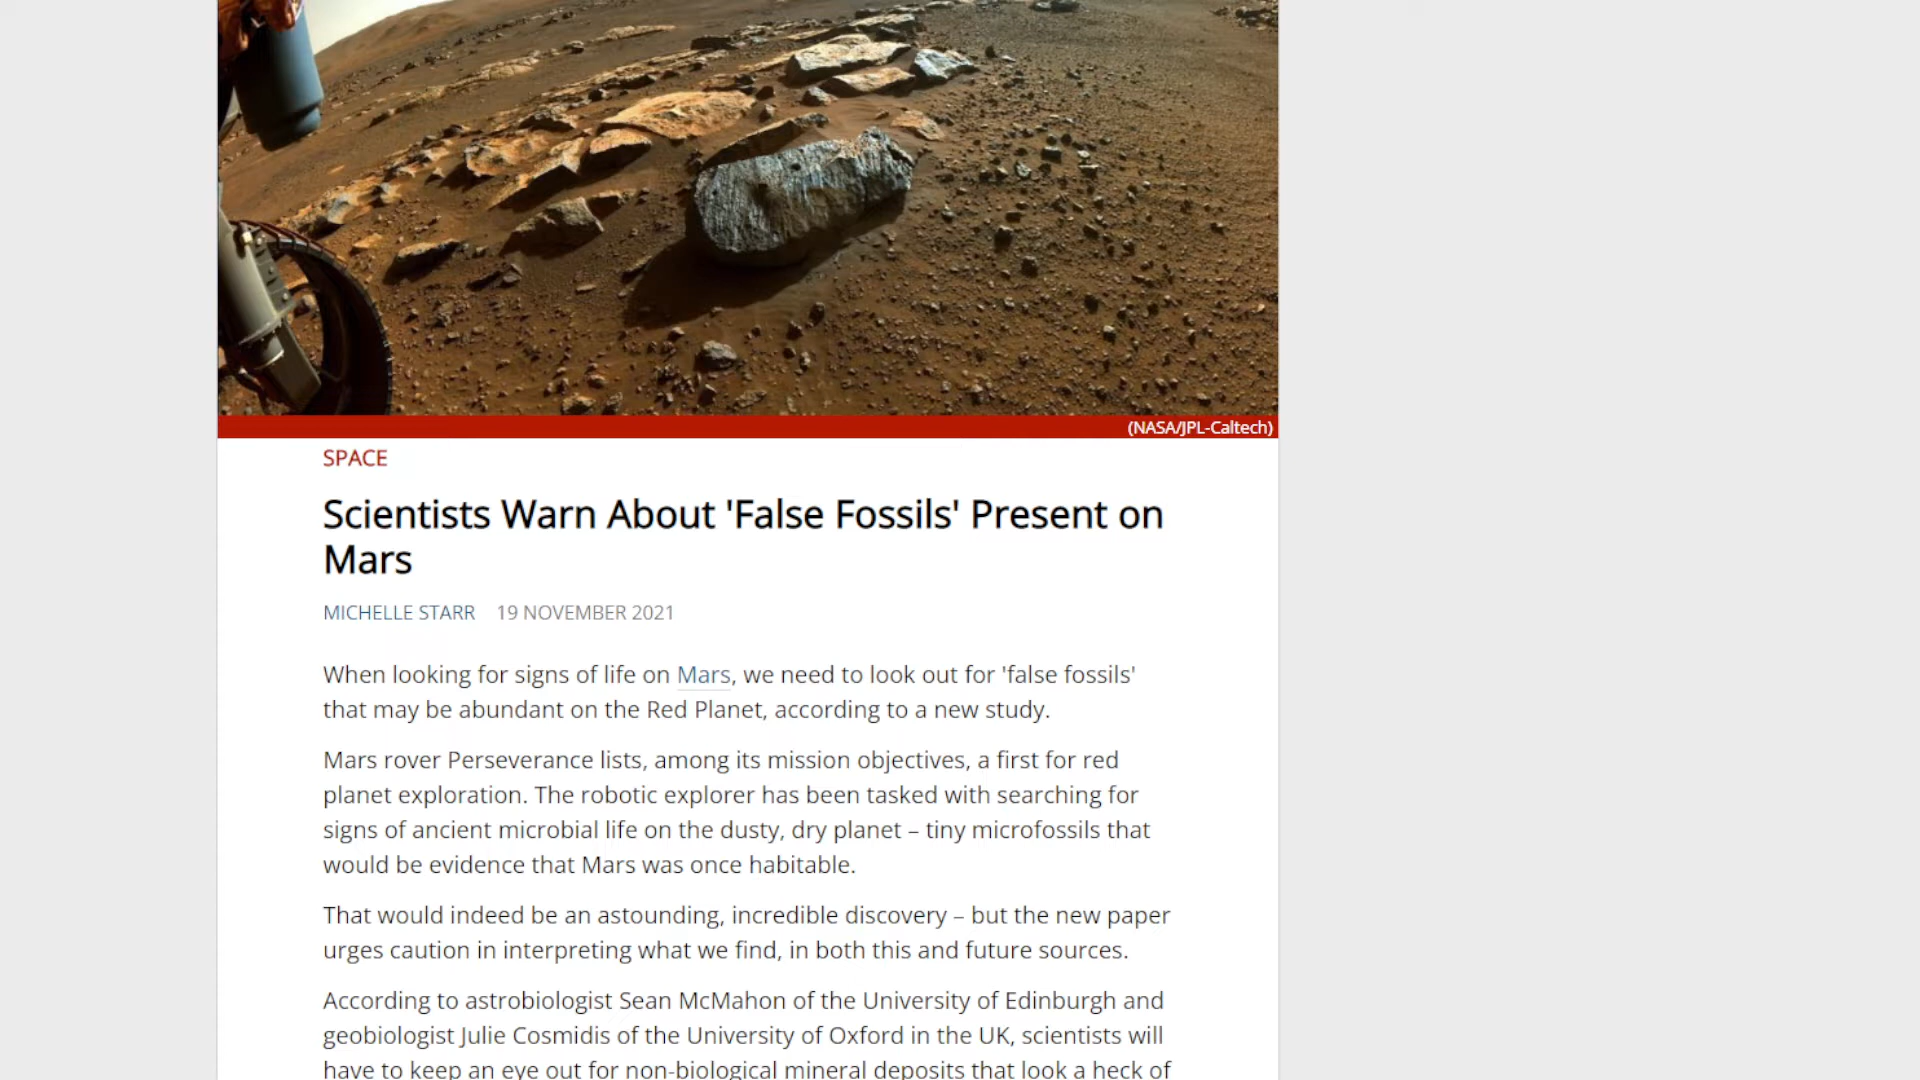 (NASA/JPL-Caltech)
SPACE
Scientists Warn About 'False Fossils' Present on
Mars
MICHELLE STARR 19 NOVEMBER 2021
When looking for signs of life on Mars, we need to look out for 'false fossils'
that may be abundant on the Red Planet, according to a new study.
Mars rover Perseverance lists, among its mission objectives, a first for red
planet exploration. The robotic explorer has been tasked with searching for
signs of ancient microbial life on the dusty, dry planet – tiny microfossils that
would be evidence that Mars was once habitable.
That would indeed be an astounding, incredible discovery – but the new paper
urges caution in interpreting what we find, in both this and future sources.
According to astrobiologist Sean McMahon of the University of Edinburgh and
geobiologist Julie Cosmidis of the University of Oxford in the UK, scientists will
have to keep an eye out for non-biological mineral deposits that look a heck of